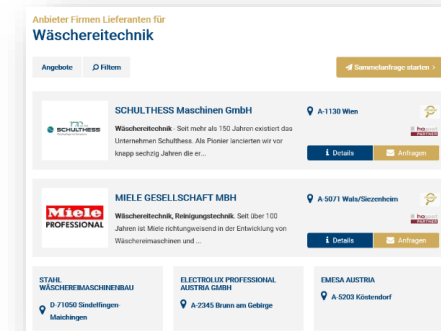 Anbieter Firmen Lieferanten für
Wäschereitechnik
Angebote
Filtern
Sammelanfrage starten ›
SCHULTHESS
SCHULTHESS Maschinen GmbH
Wäschereitechnik - Seit mehr als 150 Jahren existiert das
Unternehmen Schulthess. Als Pionier lancierten wir vor
knapp sechzig Jahren die er...
A-1130 Wien
PARTNER
i Details
Anfragen
Miele
PROFESSIONAL
MIELE GESELLSCHAFT MBH
Wäschereitechnik, Reinigungstechnik. Seit über 100
Jahren ist Miele richtungweisend in der Entwicklung von
Wäschereimaschinen und ...
A-5071 Wals/Siezenheim
PARTNER
i Details
Anfragen
STAHL
WÄSCHEREIMASCHINENBAU
D-71050 Sindelfingen-
Maichingen
ELECTROLUX PROFESSIONAL
AUSTRIA GMBH
A-2345 Brunn am Gebirge
EMESA AUSTRIA
A-5203 Köstendorf